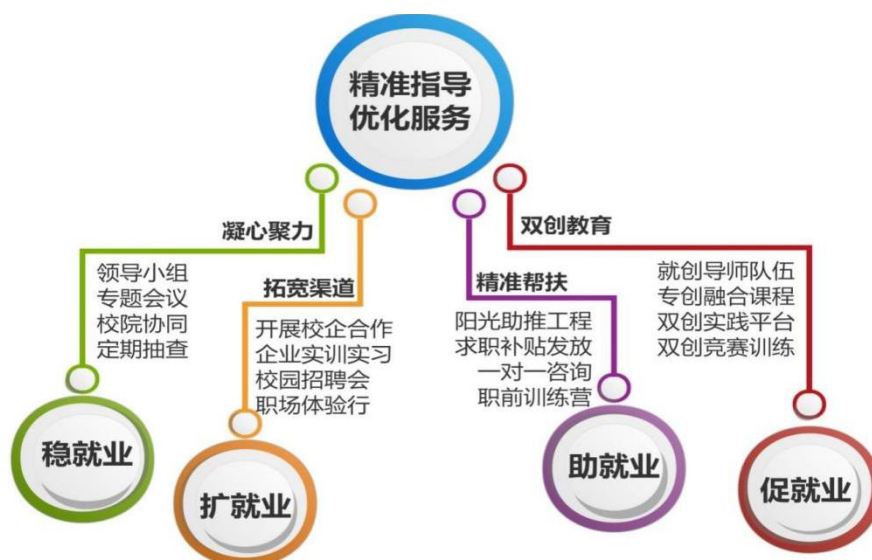 精准指导
优化服务
凝心聚力
领导小组
专题会议
校院协同
定期抽查
稳就业
拓宽渠道
开展校企合作
企业实训实习
校园招聘会
职场体验行
扩就业
精准帮扶
阳光助推工程
求职补贴发放
一对一咨询
职前训练营
助就业
双创教育
就创导师队伍
专创融合课程
双创实践平台
双创竞赛训练
促就业